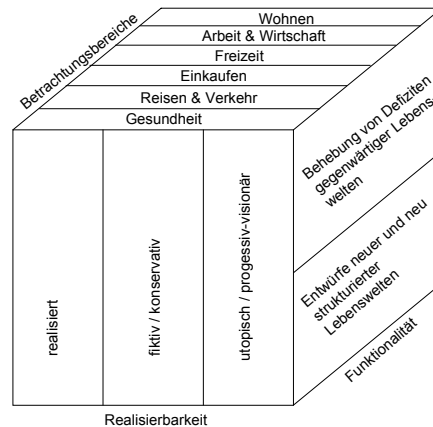 Betrachtungsbereiche
Wohnen
Arbeit & Wirtschaft
Freizeit
Einkaufen
Reisen & Verkehr
Gesundheit
realisiert
fiktiv / konservativ
utopisch / progessiv-visionär
Behebung von Defiziten
gegenwärtiger Lebens
welten
Entwürfe neuer und neu
strukturierter
Lebenswelten
Funktionalität
Realisierbarkeit